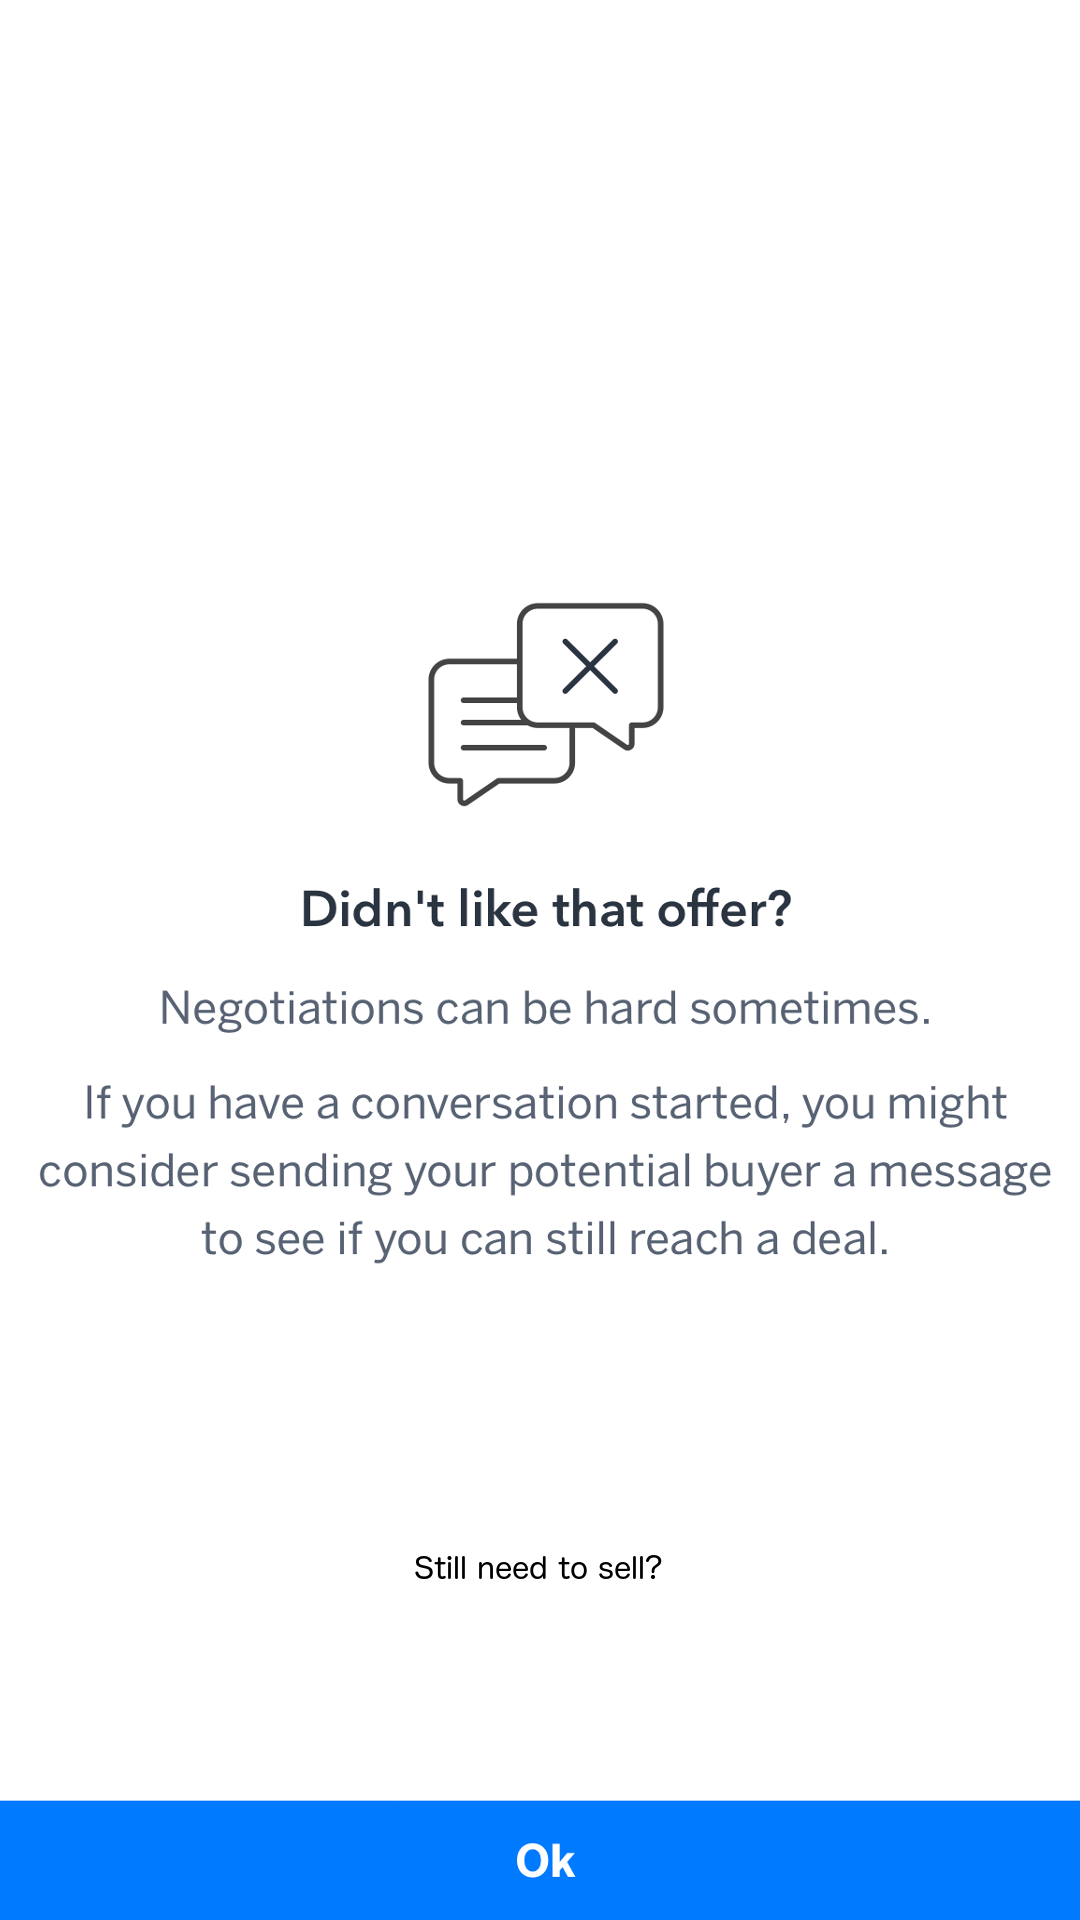 Didn't like that offer?
Negotiations can be hard sometimes.
If you have a conversation started, you might
consider sending your potential buyer a message
to see if you can still reach a deal.
Still need to sell?
Ok